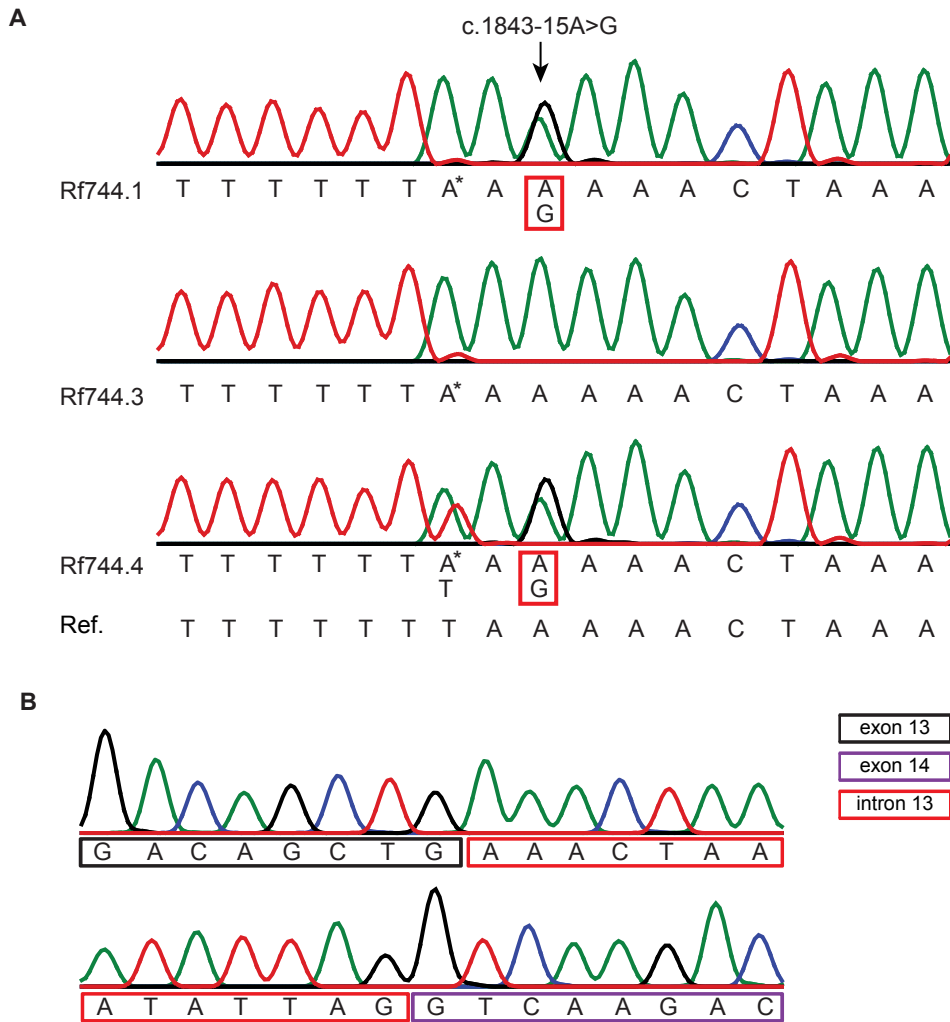 A
c.1843-15A>G
Rf744.1 T T T T T T A* A A A A A C T A A A
G
Rf744.3 T T T T T T A* A A A A A C T A A A
Rf744.4 T T T T T T A* A A A A A C T A A A
T G
Ref. T T T T T T T A A A A A C T A A A
B
exon 13
exon 14
intron 13
G A C A G C T G A A A C T A A
A T A T T A G G T C A A G A C